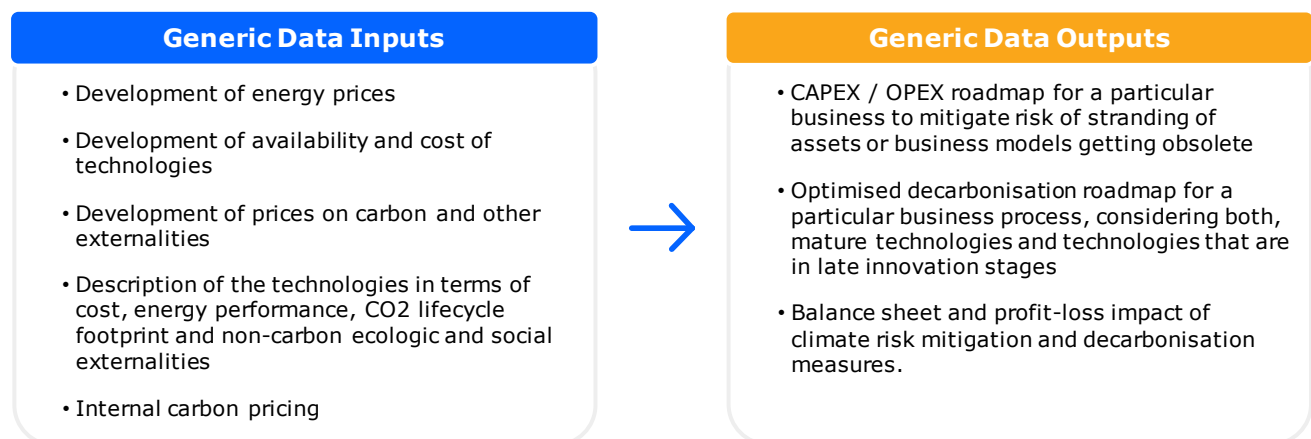 Generic Data Inputs
• Development of energy prices
• Development of availability and cost of
technologies
• Development of prices on carbon and other
externalities
• Description of the technologies in terms of
cost, energy performance, CO2 lifecycle
footprint and non-carbon ecologic and social
externalities
• Internal carbon pricing
Generic Data Outputs
• CAPEX / OPEX roadmap for a particular
business to mitigate risk of stranding of
assets or business models getting obsolete
• Optimised decarbonisation roadmap for a
particular business process, considering both,
mature technologies and technologies that are
in late innovation stages
• Balance sheet and profit-loss impact of
climate risk mitigation and decarbonisation
measures.